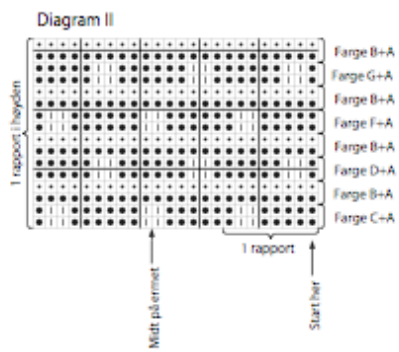 Diagram II
Farge B+A
Farge G+A
Farge B+A
Farge F+A
Farge B+A
Farge D+A
Farge B+A
Farge C+A
1 rapport i høyden
1 rapport
Midt på ermet
Start her